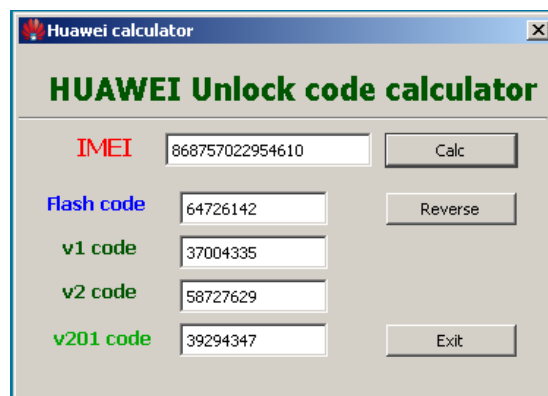 Huawei calculator
HUAWEI Unlock code calculator
IMEI 868757022954610 Calc
Flash code 64726142 Reverse
v1 code 37004335
v2 code 58727629
v201 code 39294347 Exit